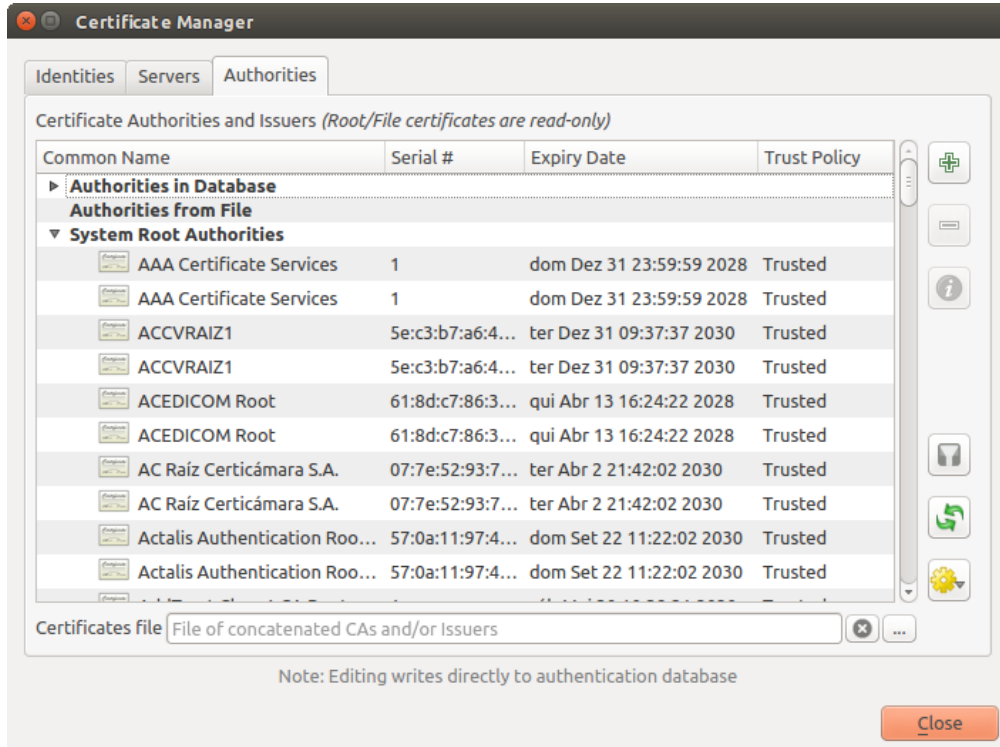 Certificate Manager
Identities Servers Authorities
Certificate Authorities and Issuers (Root/File certificates are read-only)
Common Name Serial # Expiry Date Trust Policy
Authorities in Database
Authorities from File
System Root Authorities
AAA Certificate Services 1 dom Dez 31 23:59:59 2028 Trusted
AAA Certificate Services 1 dom Dez 31 23:59:59 2028 Trusted
ACCVRAIZ1 5e:c3:b7:a6:4... ter Dez 31 09:37:37 2030 Trusted
ACCVRAIZ1 5e:c3:b7:a6:4... ter Dez 31 09:37:37 2030 Trusted
ACEDICOM Root 61:8d:c7:86:3... qui Abr 13 16:24:22 2028 Trusted
ACEDICOM Root 61:8d:c7:86:3... qui Abr 13 16:24:22 2028 Trusted
AC Raíz Certicámara S.A. 07:7e:52:93:7... ter Abr 2 21:42:02 2030 Trusted
AC Raíz Certicámara S.A. 07:7e:52:93:7... ter Abr 2 21:42:02 2030 Trusted
Actalis Authentication Roo... 57:0a:11:97:4... dom Set 22 11:22:02 2030 Trusted
Actalis Authentication Roo... 57:0a:11:97:4... dom Set 22 11:22:02 2030 Trusted
Certificates file File of concatenated CAs and/or Issuers ...
Note: Editing writes directly to authentication database
Close